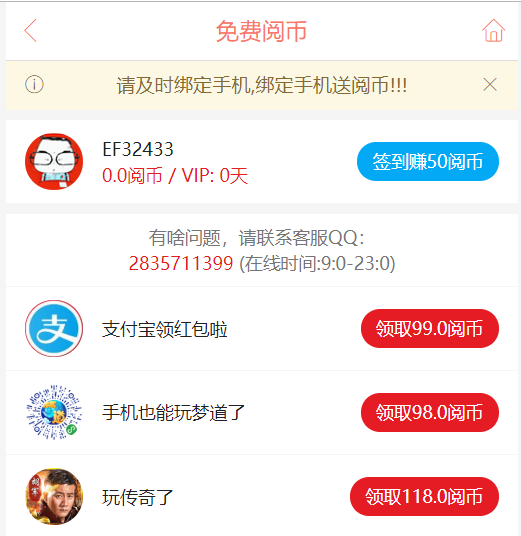 免费阅币
请及时绑定手机,绑定手机送阅币!!!
EF32433
0.0阅币 / VIP: 0天
签到赚50阅币
有啥问题，请联系客服QQ：
2835711399 (在线时间:9:0-23:0)
支
支付宝领红包啦
领取99.0阅币
手机也能玩梦道了
领取98.0阅币
胡军
玩传奇了
领取118.0阅币